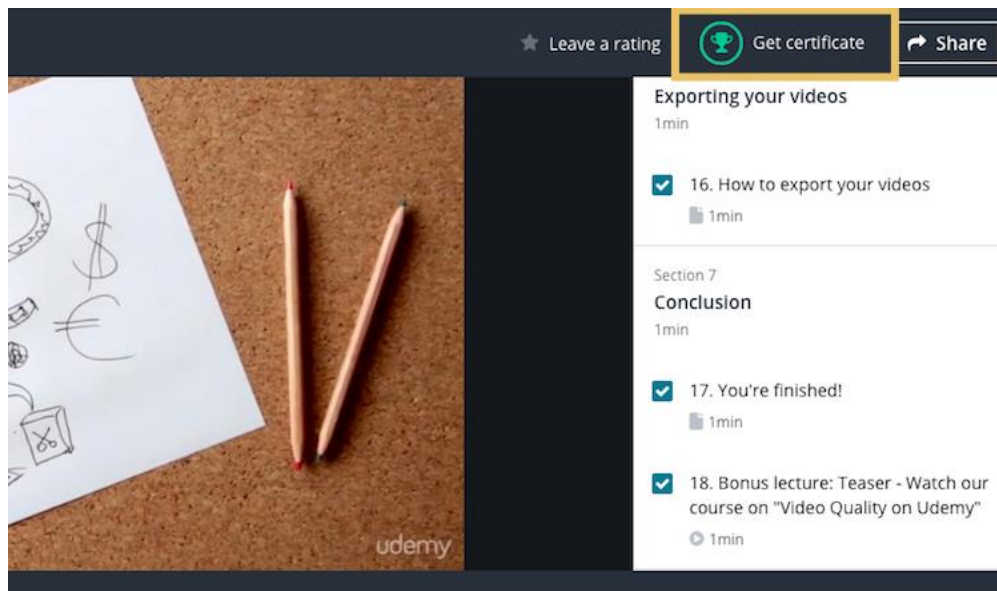 Leave a rating
Get certificate
Share
Exporting your videos
1min
16. How to export your videos
1min
Section 7
Conclusion
1min
17. You're finished!
1min
18. Bonus lecture: Teaser - Watch our
course on "Video Quality on Udemy"
1min
$
€
udemy